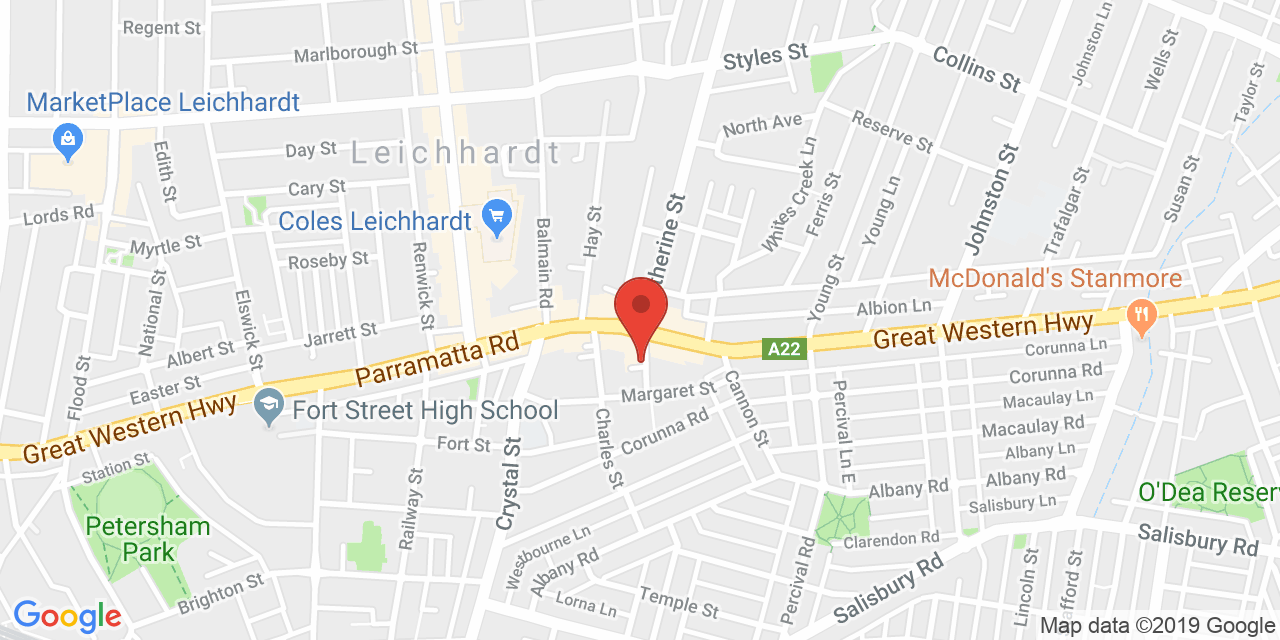 Regent St
Marlborough St
Styles St
Collins St
Johnston Ln
Wells St
Taylor St
MarketPlace Leichhardt
North Ave
Reserve St
Edith St
Day St
Leichhardt
Whites Creek Ln
Johnston St
Cary St
Ferris St
Young Ln
Trafalgar St
Susan St
Lords Rd
Coles Leichhardt
Hay St
therine St
Myrtle St
Balmain Rd
Roseby St
Renwick St
Young St
McDonald's Stanmore
National St
Elswick St
Jarrett St
Albion Ln
Albert St
Parramatta Rd
A22
Great Western Hwy
Corunna Ln
Flood St
Easter St
Margaret St
Cannon St
Percival Ln E
Corunna Rd
Macaulay Ln
Great Western Hwy
Fort Street High School
Charles St
Corunna Rd
Macaulay Rd
Fort St
Albany Ln
Station St
Crystal St
Albany Rd
Albany Rd
Salisbury Ln
O'Dea Reser
Petersham
Park
Railway St
Westbourne Ln
Albany Rd
Clarendon Rd
Salisbury Rd
Brighton St
Lorna Ln
Temple St
Percival Rd
Salisbury Rd
Lincoln St
afford St
Google
Map data ©2019 Google